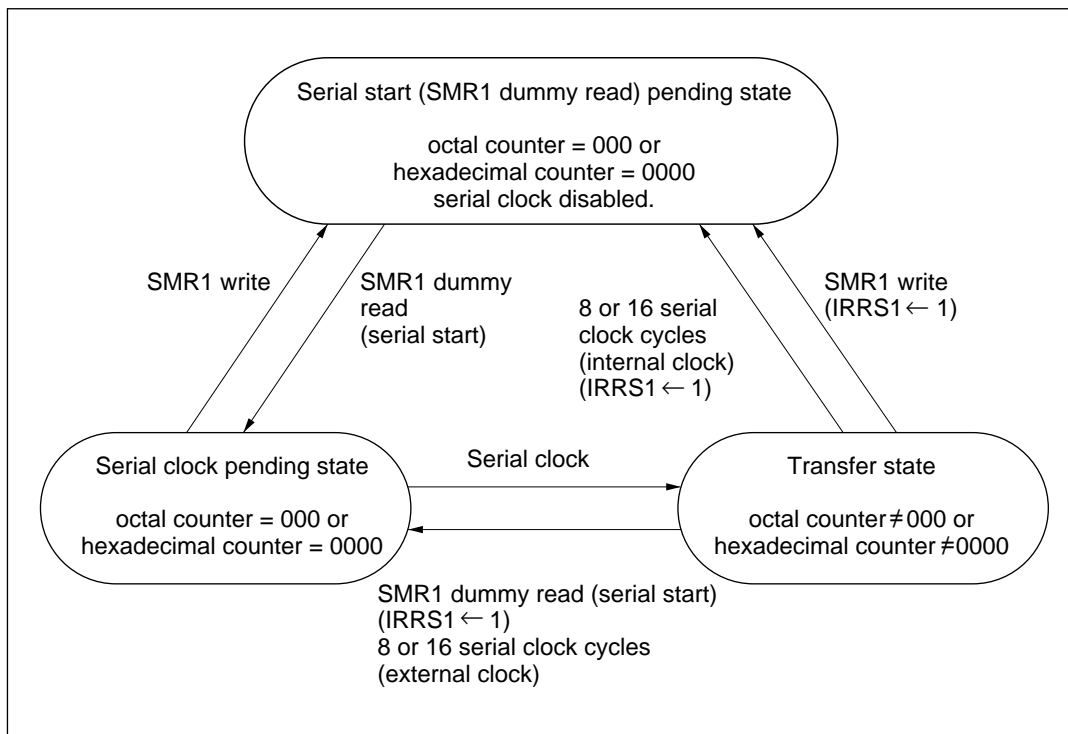 Serial start (SMR1 dummy read) pending state
octal counter = 000 or
hexadecimal counter = 0000
serial clock disabled.
SMR1 write
SMR1 dummy
read
(serial start)
8 or 16 serial
clock cycles
(internal clock)
(IRRS1 ← 1)
SMR1 write
(IRRS1 ← 1)
Serial clock pending state
octal counter = 000 or
hexadecimal counter = 0000
Serial clock
Transfer state
octal counter ≠ 000 or
hexadecimal counter ≠ 0000
SMR1 dummy read (serial start)
(IRRS1 ← 1)
8 or 16 serial clock cycles
(external clock)